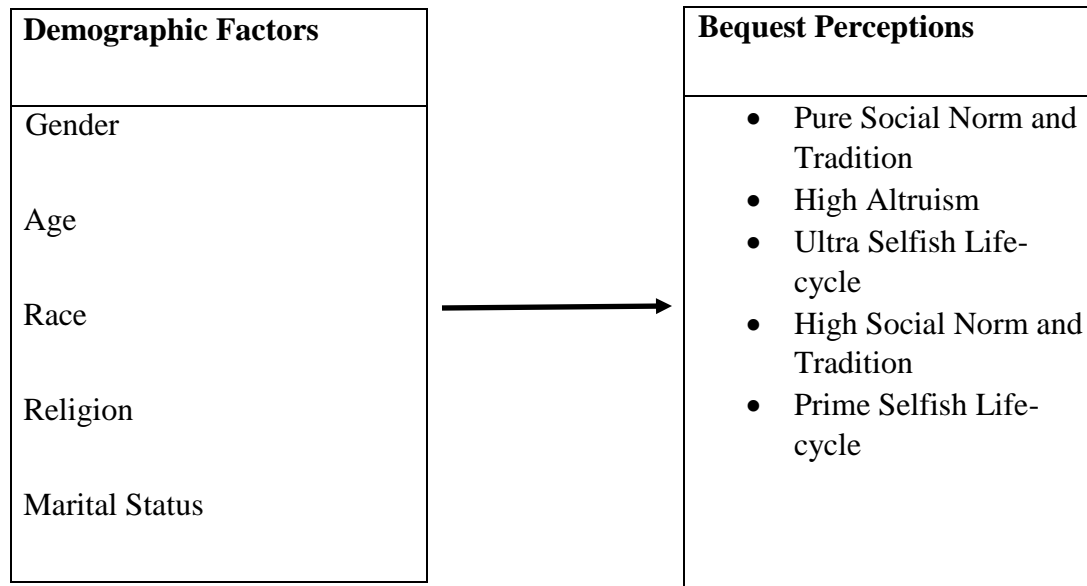 Demographic Factors
Gender
Age
Race
Religion
Marital Status
Bequest Perceptions
• Pure Social Norm and
Tradition
• High Altruism
• Ultra Selfish Life-
cycle
• High Social Norm and
Tradition
• Prime Selfish Life-
cycle